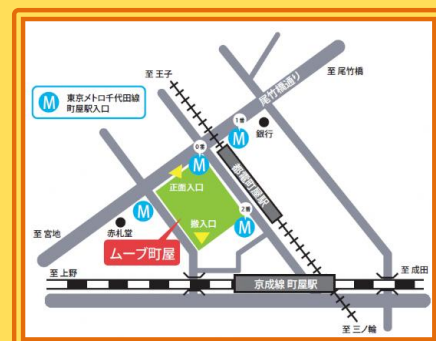 至 王子
尾竹橋通り
至 尾竹橋
M
東京メトロ千代田線
町屋駅入口
1番
M
銀行
0番
M
正面入口
都電町屋駅
2番
M
搬入口
M
赤札堂
至 宮地
ムーブ町屋
至 上野
京成線 町屋駅
至 成田
至 三ノ輪